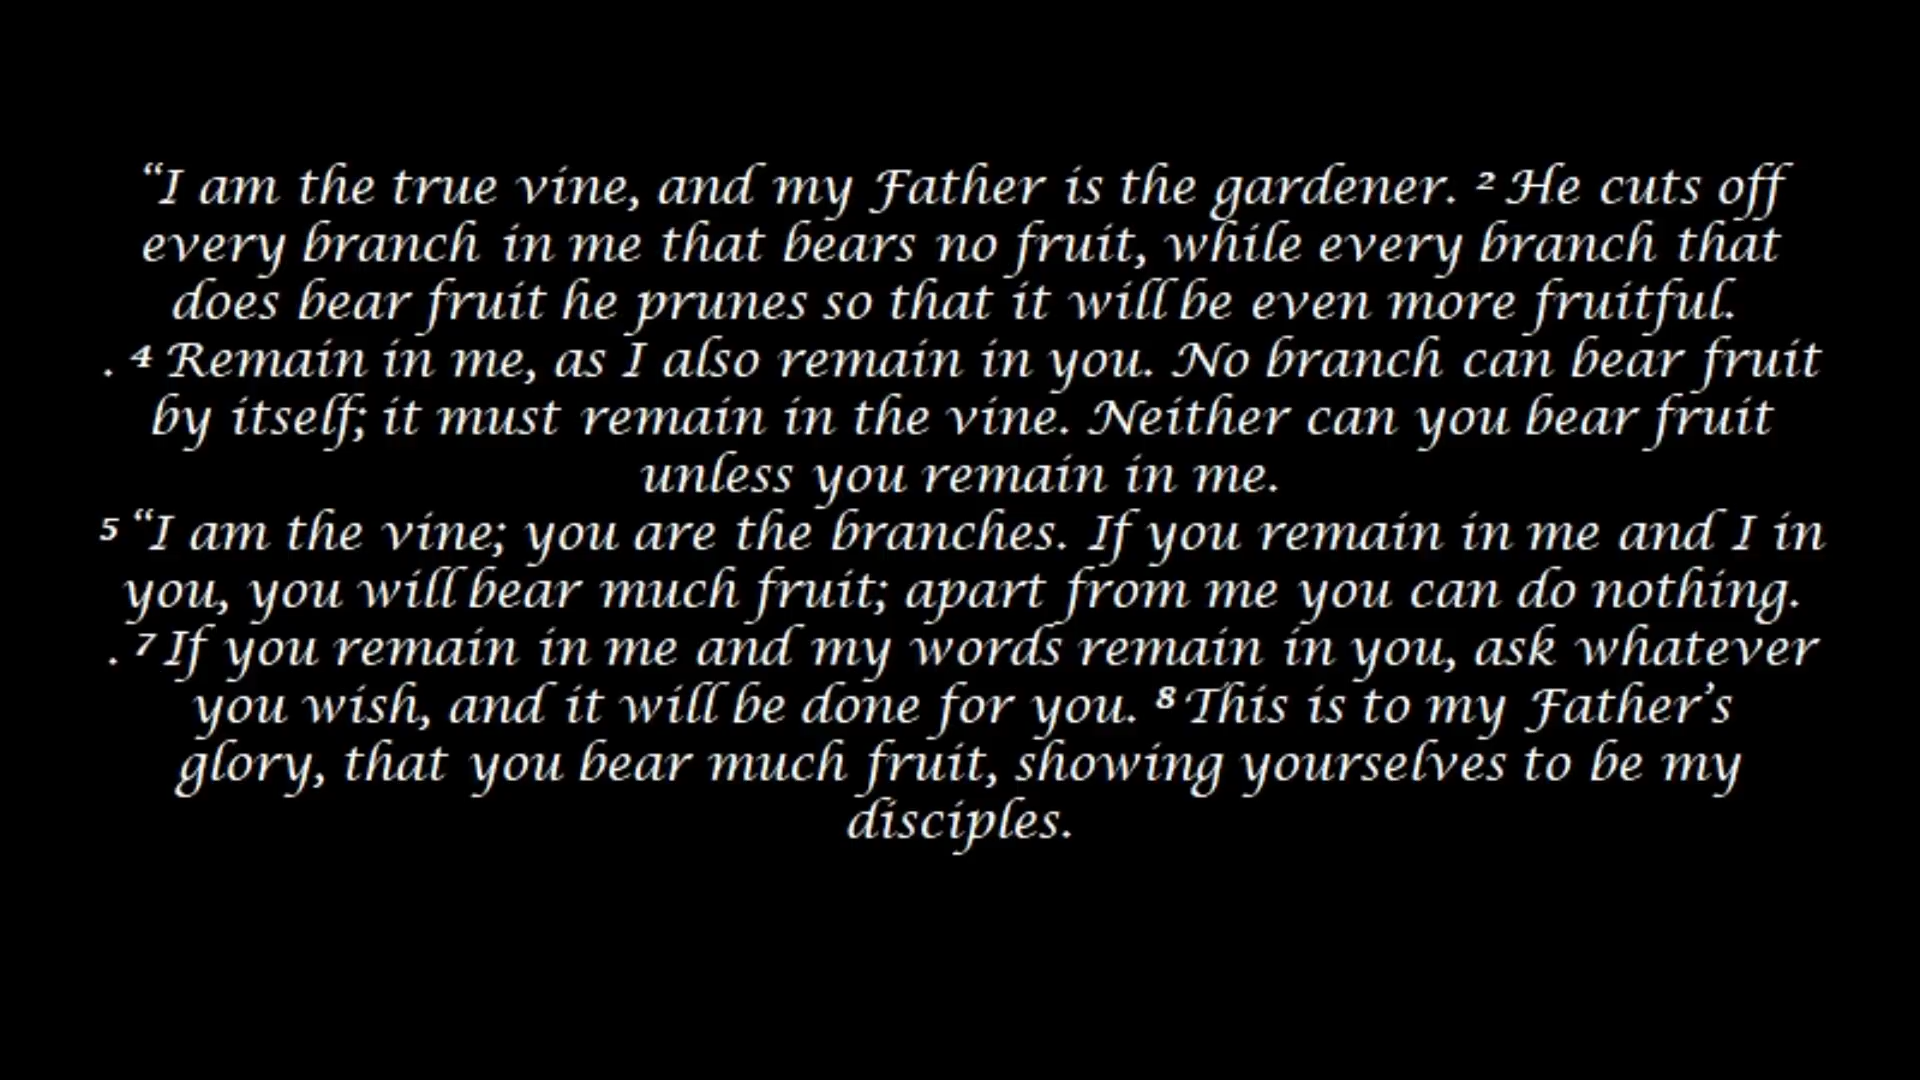 “I am the true vine, and my Father is the gardener. ² He cuts off
every branch in me that bears no fruit, while every branch that
does bear fruit he prunes so that it will be even more fruitful.
. ⁴ Remain in me, as I also remain in you. No branch can bear fruit
by itself; it must remain in the vine. Neither can you bear fruit
unless you remain in me.
⁵ “I am the vine; you are the branches. If you remain in me and I in
you, you will bear much fruit; apart from me you can do nothing.
. ⁷ If you remain in me and my words remain in you, ask whatever
you wish, and it will be done for you. ⁸ This is to my Father’s
glory, that you bear much fruit, showing yourselves to be my
disciples.